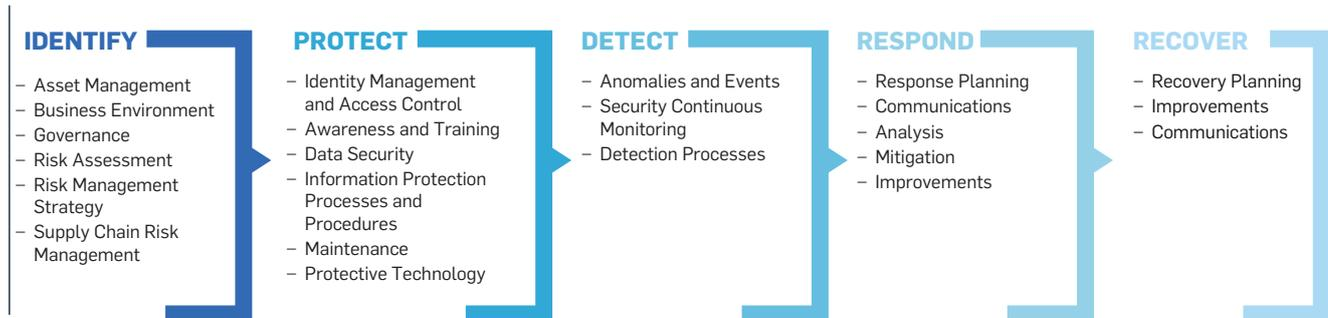 IDENTIFY
– Asset Management
– Business Environment
– Governance
– Risk Assessment
– Risk Management
Strategy
– Supply Chain Risk
Management
PROTECT
– Identity Management
and Access Control
– Awareness and Training
– Data Security
– Information Protection
Processes and
Procedures
– Maintenance
– Protective Technology
DETECT
– Anomalies and Events
– Security Continuous
Monitoring
– Detection Processes
RESPOND
– Response Planning
– Communications
– Analysis
– Mitigation
– Improvements
RECOVER
– Recovery Planning
– Improvements
– Communications